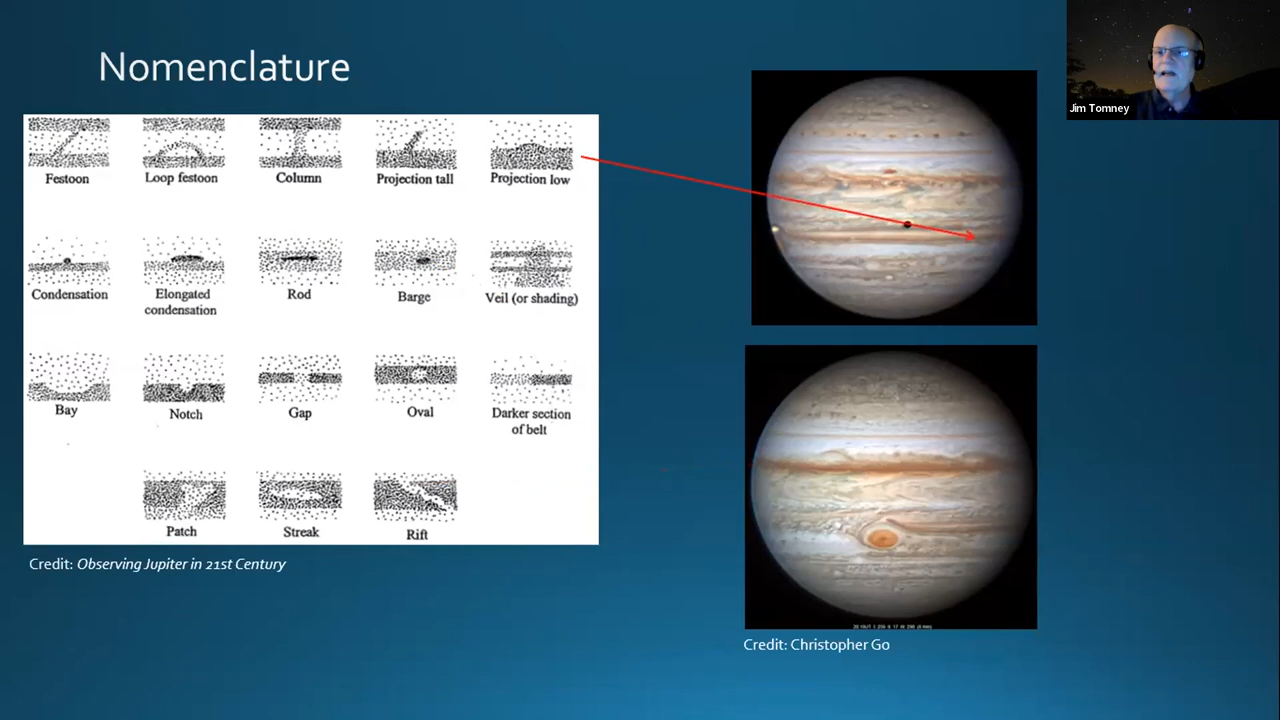 Nomenclature
Jim Tomney
Festoon
Loop festoon
Column
Projection tall
Projection low
Condensation
Elongated
condensation
Rod
Barge
Veil (or shading)
Bay
Notch
Gap
Oval
Darker section
of belt
Patch
Streak
Rift
Credit: Observing Jupiter in 21st Century
Credit: Christopher Go